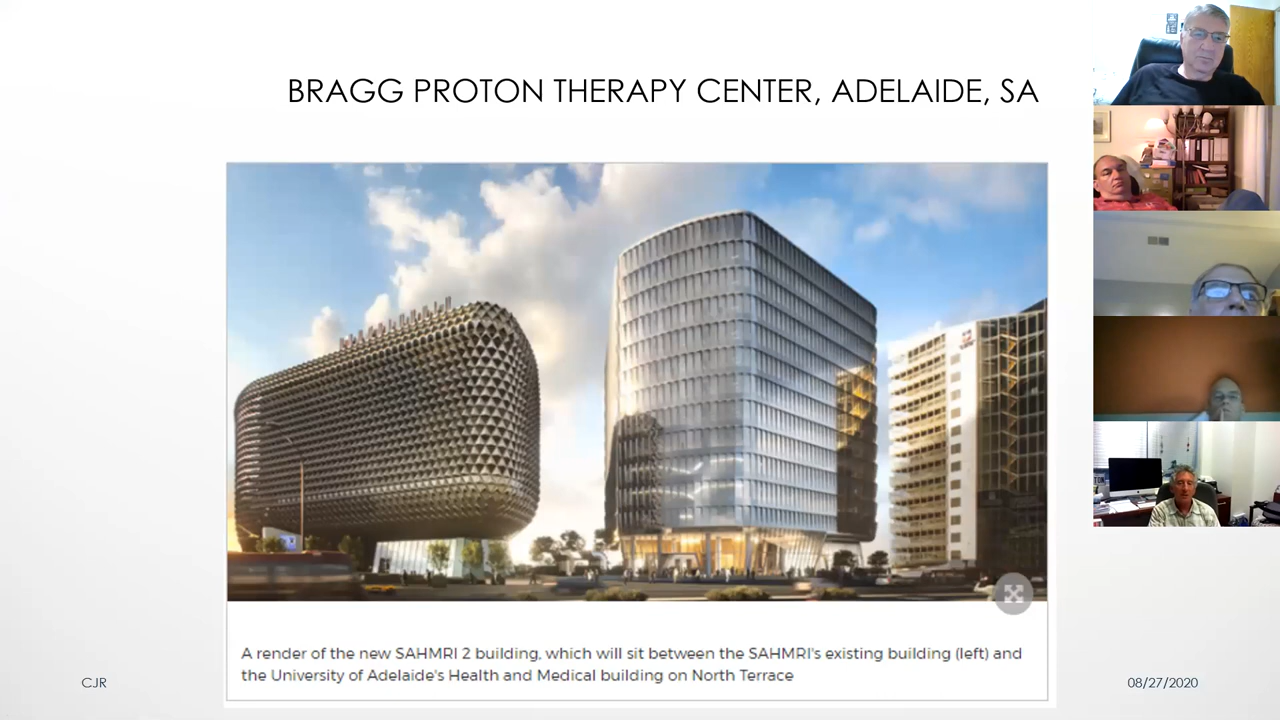 BRAGG PROTON THERAPY CENTER, ADELAIDE, SA
A render of the new SAHMRI 2 building, which will sit between the SAHMRI's existing building (left) and
the University of Adelaide's Health and Medical building on North Terrace
CJR
08/27/2020